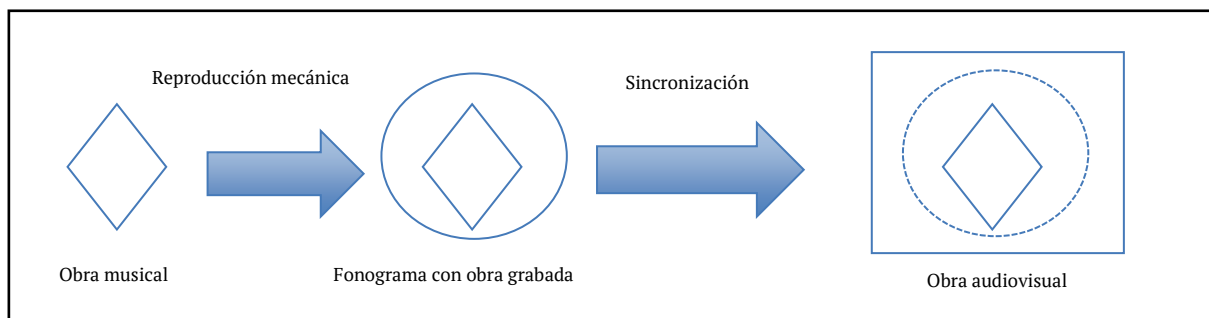 Reproducción mecánica
Sincronización
Obra musical
Fonograma con obra grabada
Obra audiovisual